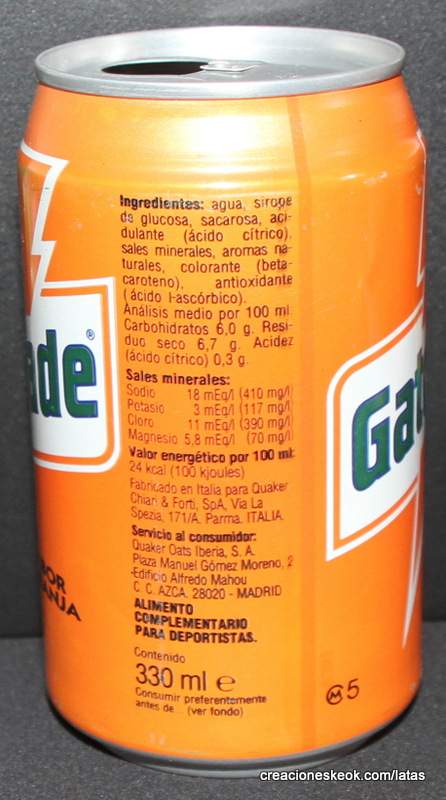 Ingredientes: agua, sirope
de glucosa, sacarosa, aci-
dulante (ácido cítrico),
sales minerales, aromas na-
turales, colorante (beta-
caroteno), antioxidante
(ácido l-ascórbico).
Análisis medio por 100 ml.
Carbohidratos 6,0 g. Resi-
duo seco 6,7 g. Acidez
(ácido cítrico) 0,3 g.
Sales minerales:
Sodio 18 mEq/l (410 mg/l)
Potasio 3 mEq/l (117 mg/l)
Cloro 11 mEq/l (390 mg/l)
Magnesio 5,8 mEq/l (70 mg/l)
Valor energético por 100 ml:
24 kcal (100 kjoules)
Fabricado en Italia para Quaker
Chiari & Forti, SpA, Via La
Spezia, 171/A. Parma. ITALIA.
Servicio al consumidor:
Quaker Oats Iberia, S. A.
Plaza Manuel Gómez Moreno, 2
-Edificio Alfredo Mahou
C. C. AZCA. 28020 - MADRID
ALIMENTO
COMPLEMENTARIO
PARA DEPORTISTAS.
Contenido
330 ml e
Consumir preferentemente
antes de... (ver fondo)
ade®
BOR
ANJA
Gat
M 5
creacioneskeok.com/latas